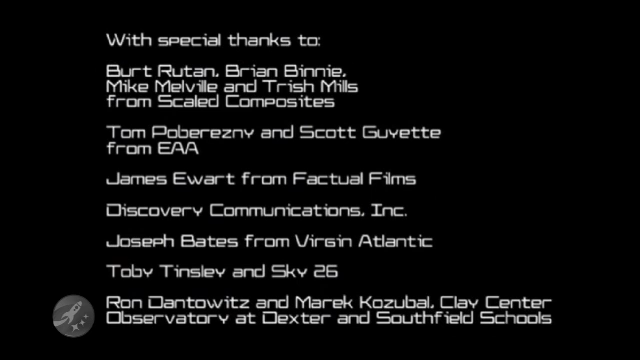 With special thanks to:
Burt Rutan, Brian Binnie,
Mike Melville and Trish Mills
from Scaled Composites
Tom Poberezny and Scott Guyette
from EAA
James Ewart from Factual Films
Discovery Communications, Inc.
Joseph Bates from Virgin Atlantic
Toby Tinsley and Sky 26
Ron Dantowitz and Marek Kozubal, Clay Center
Observatory at Dexter and Southfield Schools